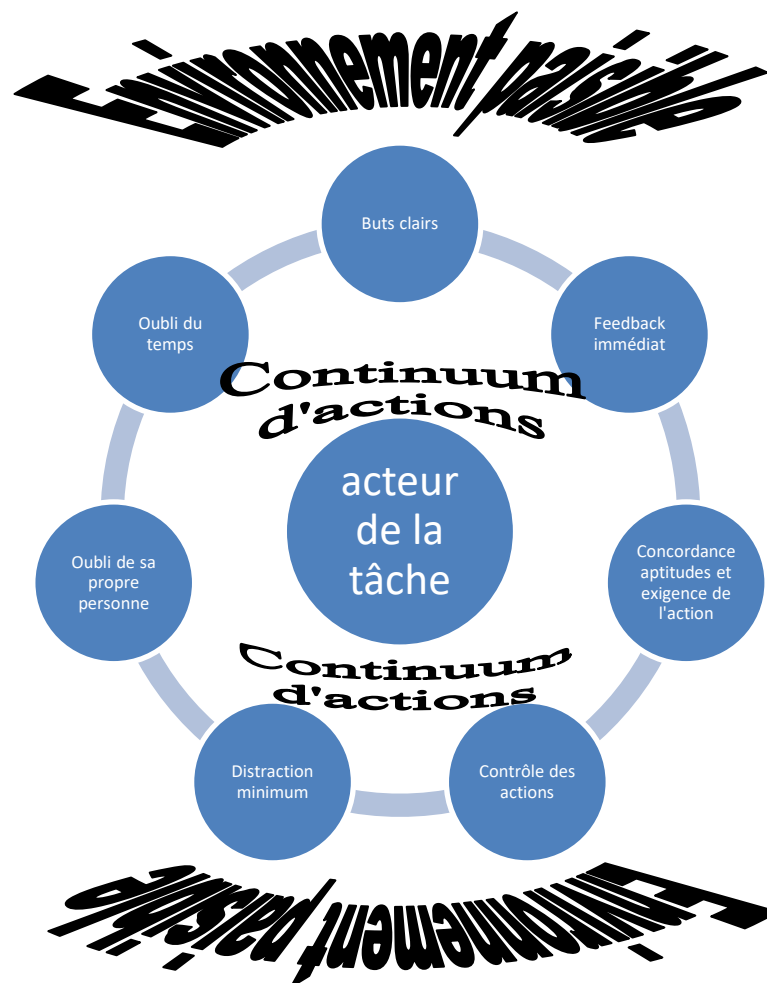 Environnement paisible
Buts clairs
Oubli du
temps
Feedback
immédiat
Continuum
d'actions
acteur
de la
tâche
Oubli de sa
propre
personne
Concordance
aptitudes et
exigence de
l'action
Continuum
d'actions
Distraction
minimum
Contrôle des
actions
Environnement paisible